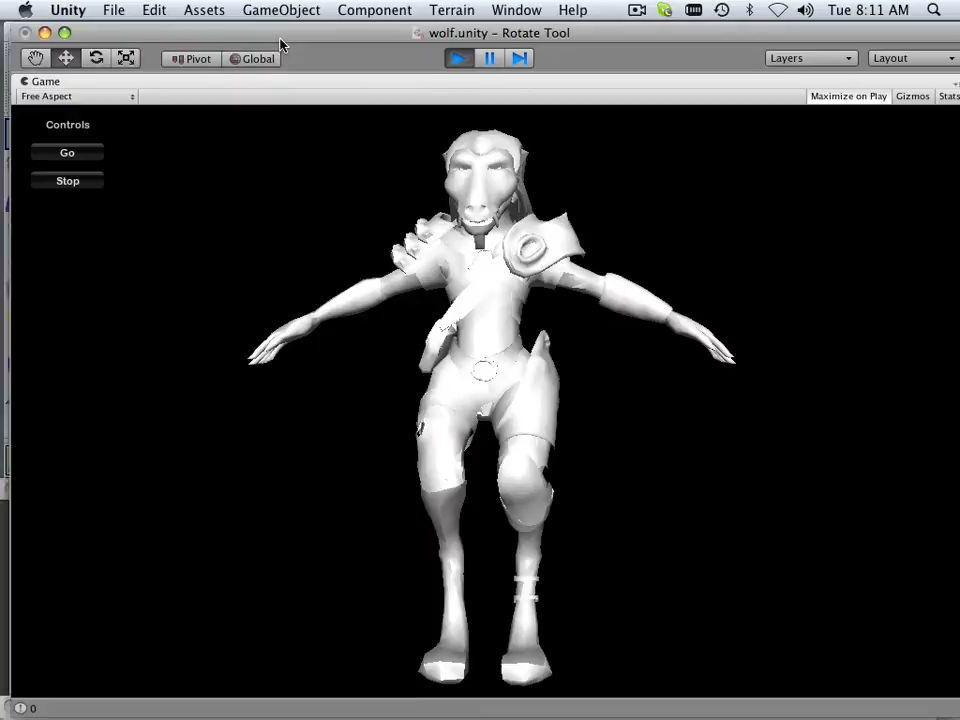 Unity File Edit Assets GameObject Component Terrain Window Help Tue 8:11 AM
wolf.unity – Rotate Tool
Pivot Global Layers Layout
Game
Free Aspect Maximize on Play Gizmos Stats
Controls
Go
Stop
0